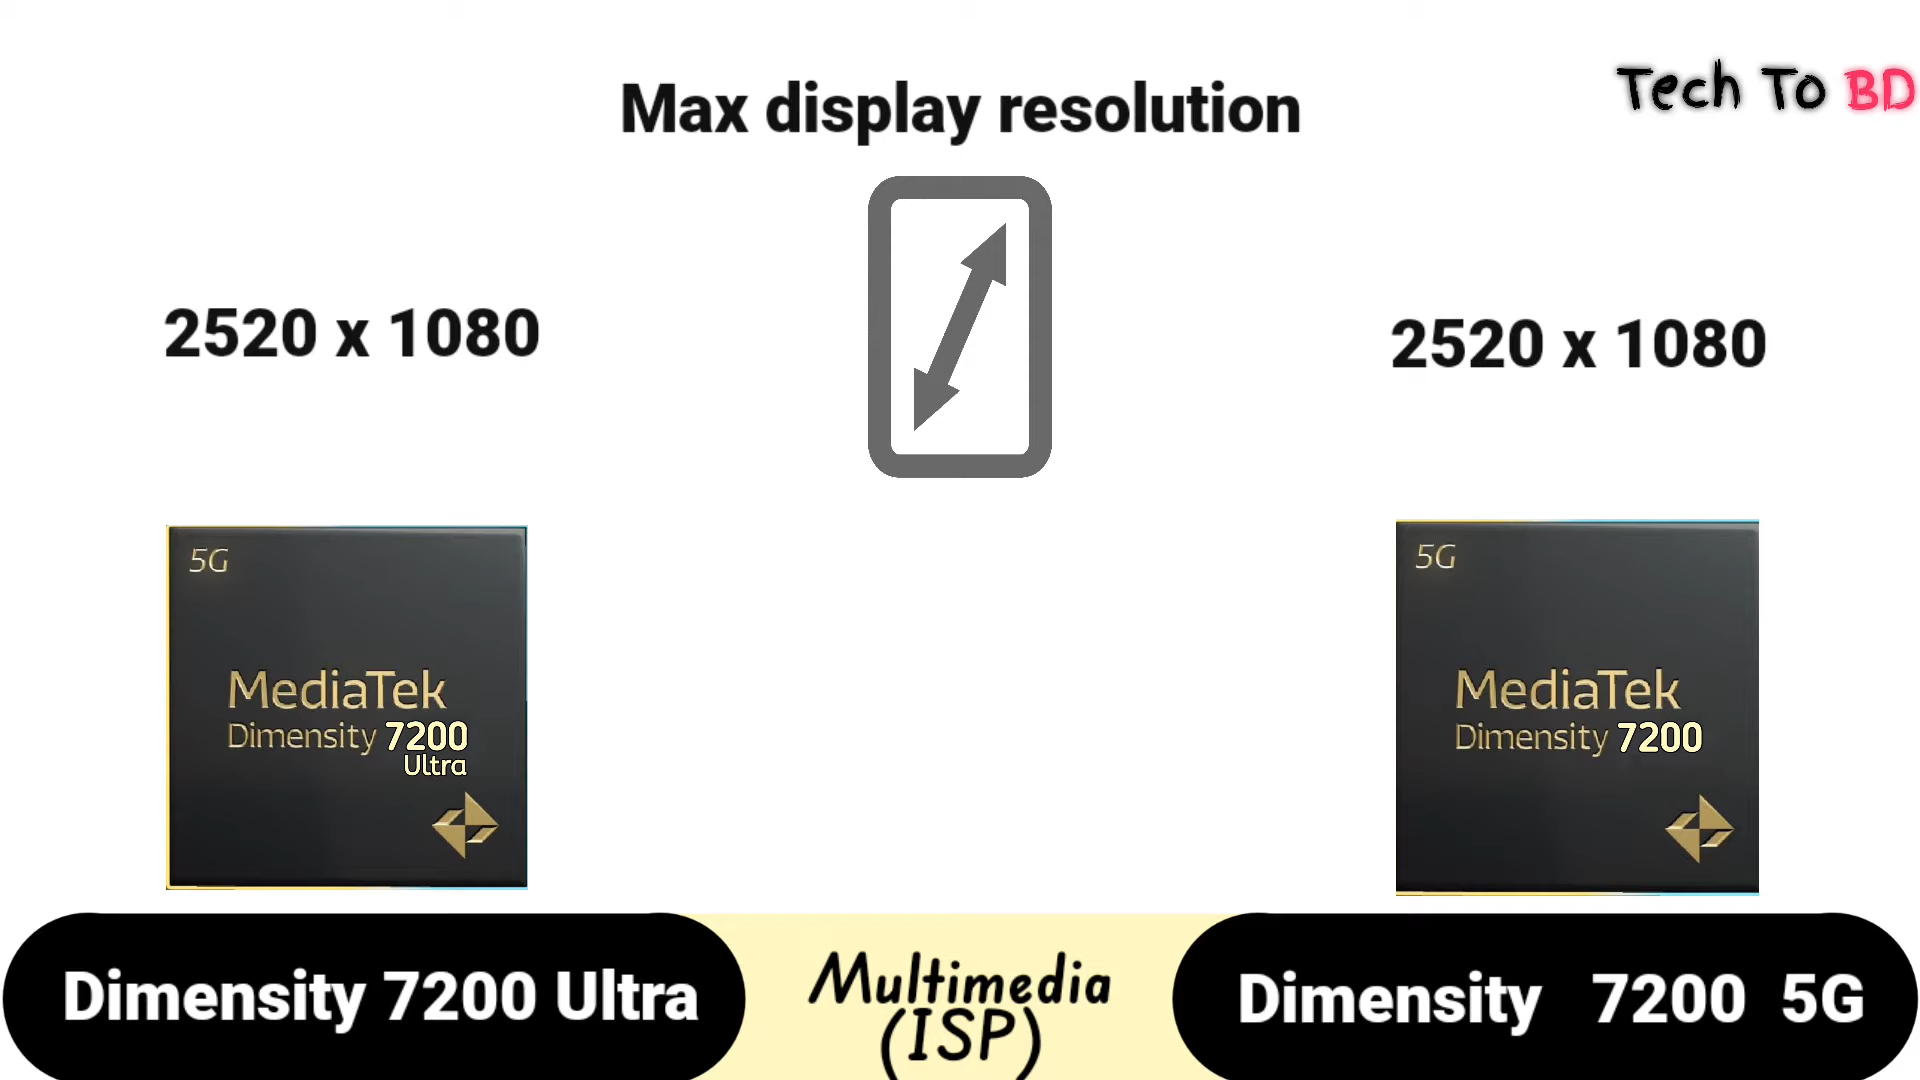 Tech To BD
Max display resolution
2520 x 1080
2520 x 1080
5G
MediaTek
Dimensity 7200
Ultra
5G
MediaTek
Dimensity 7200
Dimensity 7200 Ultra
Multimedia
(ISP)
Dimensity 7200 5G